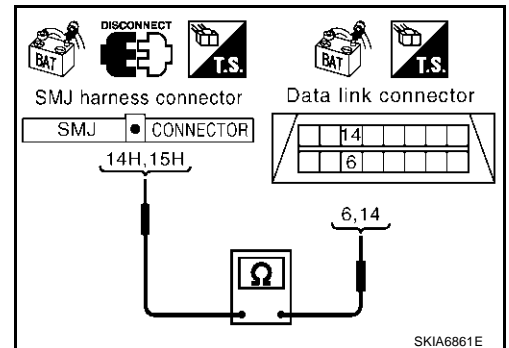 DISCONNECT
BAT
T.S.
BAT
T.S.
SMJ harness connector
Data link connector
SMJ
CONNECTOR
14
6
14H,15H
6,14
Ω
SKIA6861E